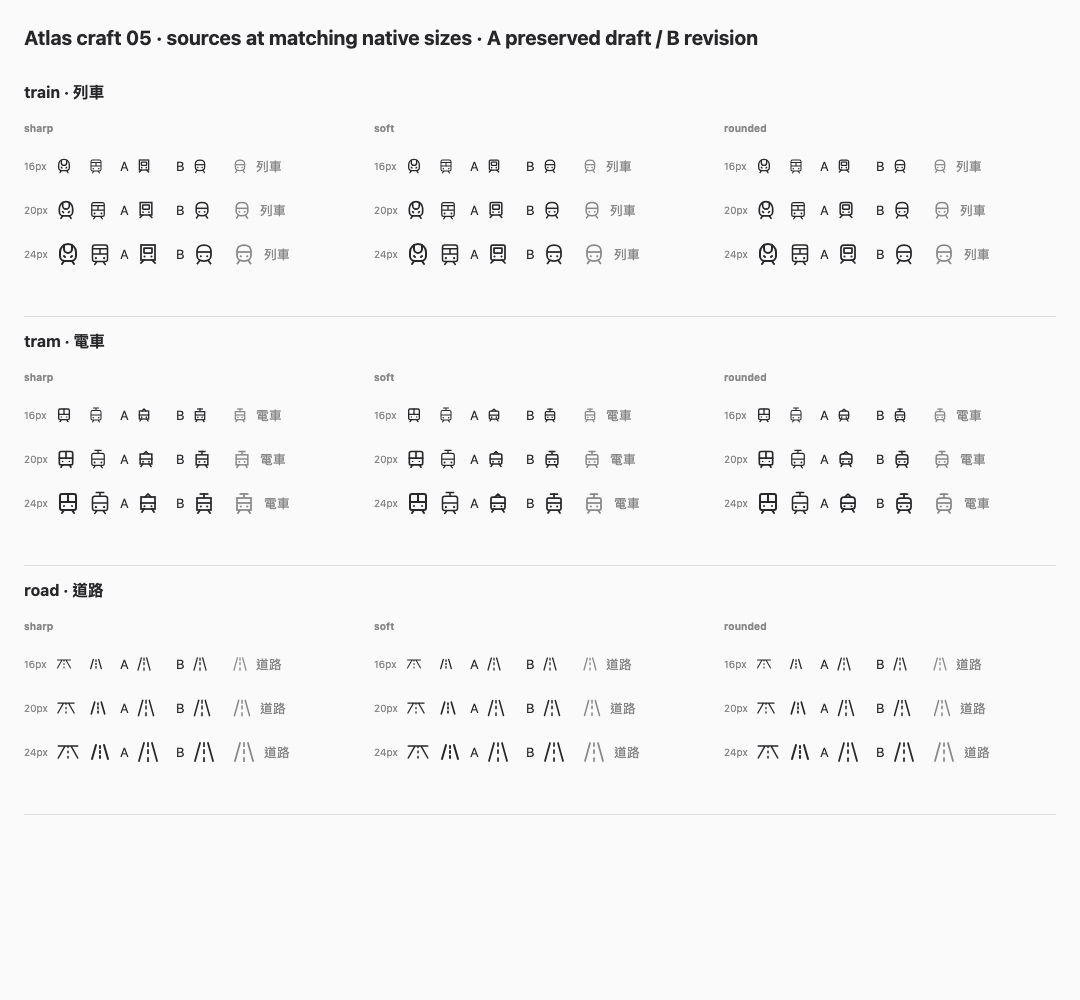 Atlas craft 05 · sources at matching native sizes · A preserved draft / B revision
train · 列車
sharp soft rounded
16px A B 列車 16px A B 列車 16px A B 列車
20px A B 列車 20px A B 列車 20px A B 列車
24px A B 列車 24px A B 列車 24px A B 列車
tram · 電車
sharp soft rounded
16px A B 電車 16px A B 電車 16px A B 電車
20px A B 電車 20px A B 電車 20px A B 電車
24px A B 電車 24px A B 電車 24px A B 電車
road · 道路
sharp soft rounded
16px A B 道路 16px A B 道路 16px A B 道路
20px A B 道路 20px A B 道路 20px A B 道路
24px A B 道路 24px A B 道路 24px A B 道路